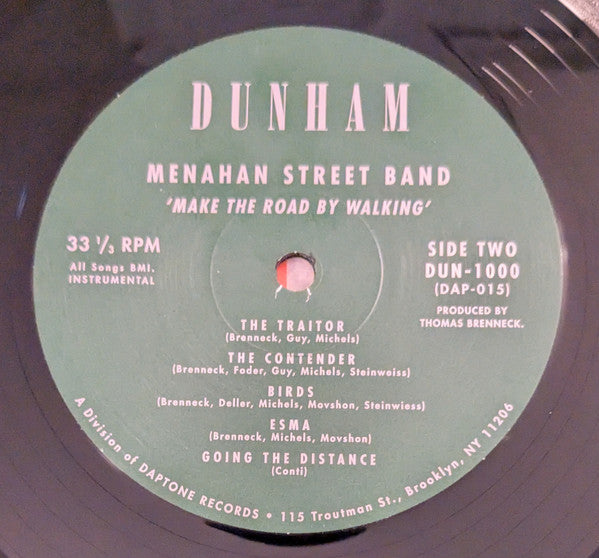 DUNHAM
MENAHAN STREET BAND
'MAKE THE ROAD BY WALKING'
33 1/3 RPM
All Songs BMI.
INSTRUMENTAL
SIDE TWO
DUN-1000
(DAP-015)
PRODUCED BY
THOMAS BRENNECK.
THE TRAITOR
(Brenneck, Guy, Michels)
THE CONTENDER
(Brenneck, Foder, Guy, Michels, Steinweiss)
BIRDS
(Brenneck, Deller, Michels, Movshon, Steinwiess)
ESMA
(Brenneck, Michels, Movshon)
GOING THE DISTANCE
(Conti)
A Division of DAPTONE RECORDS • 115 Troutman St., Brooklyn, NY 11206